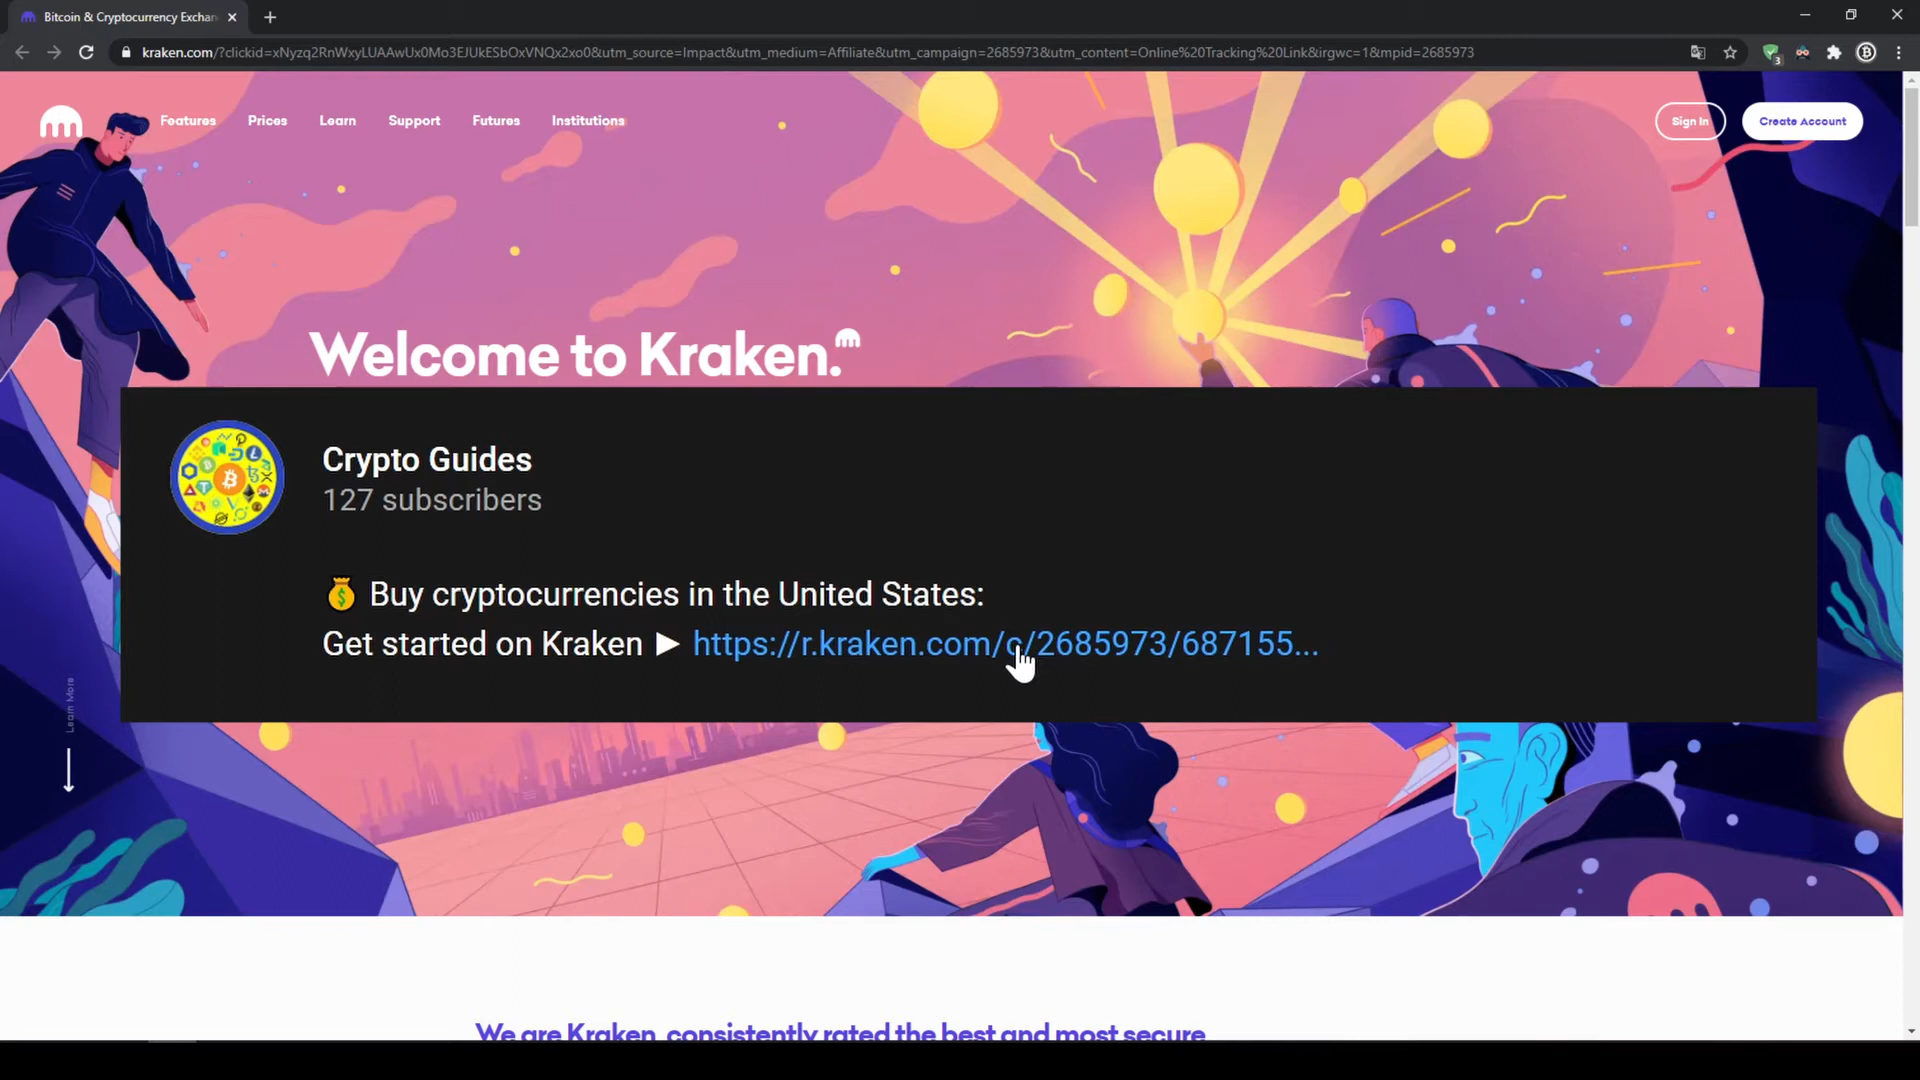 Bitcoin & Cryptocurrency Exchan
kraken.com/?clickid=xNyzq2RnWxyLUAAwUx0Mo3EJUkESbOxVNQx2xo0&utm_source=Impact&utm_medium=Affiliate&utm_campaign=2685973&utm_content=Online%20Tracking%20Link&irgwc=1&mpid=2685973
3
Features Prices Learn Support Futures Institutions
Sign In Create Account
Welcome to Kraken.
Crypto Guides
127 subscribers
💰 Buy cryptocurrencies in the United States:
Get started on Kraken ► https://r.kraken.com/c/2685973/687155...
Learn More
We are Kraken, consistently rated the best and most secure